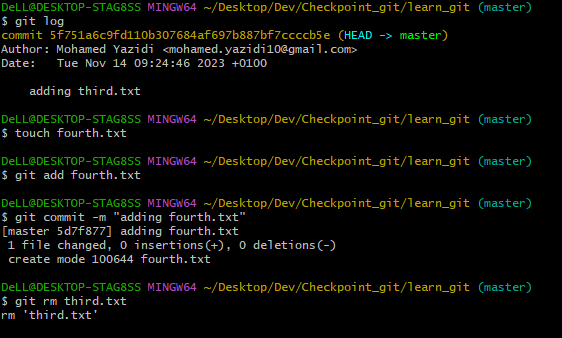 DeLL@DESKTOP-STAG8SS MINGW64 ~/Desktop/Dev/Checkpoint_git/learn_git (master)
$ git log
commit 5f751a6c9fd110b307684af697b887bf7ccccb5e (HEAD -> master)
Author: Mohamed Yazidi <mohamed.yazidi10@gmail.com>
Date:   Tue Nov 14 09:24:46 2023 +0100

    adding third.txt

DeLL@DESKTOP-STAG8SS MINGW64 ~/Desktop/Dev/Checkpoint_git/learn_git (master)
$ touch fourth.txt

DeLL@DESKTOP-STAG8SS MINGW64 ~/Desktop/Dev/Checkpoint_git/learn_git (master)
$ git add fourth.txt

DeLL@DESKTOP-STAG8SS MINGW64 ~/Desktop/Dev/Checkpoint_git/learn_git (master)
$ git commit -m "adding fourth.txt"
[master 5d7f877] adding fourth.txt
 1 file changed, 0 insertions(+), 0 deletions(-)
 create mode 100644 fourth.txt

DeLL@DESKTOP-STAG8SS MINGW64 ~/Desktop/Dev/Checkpoint_git/learn_git (master)
$ git rm third.txt
rm 'third.txt'